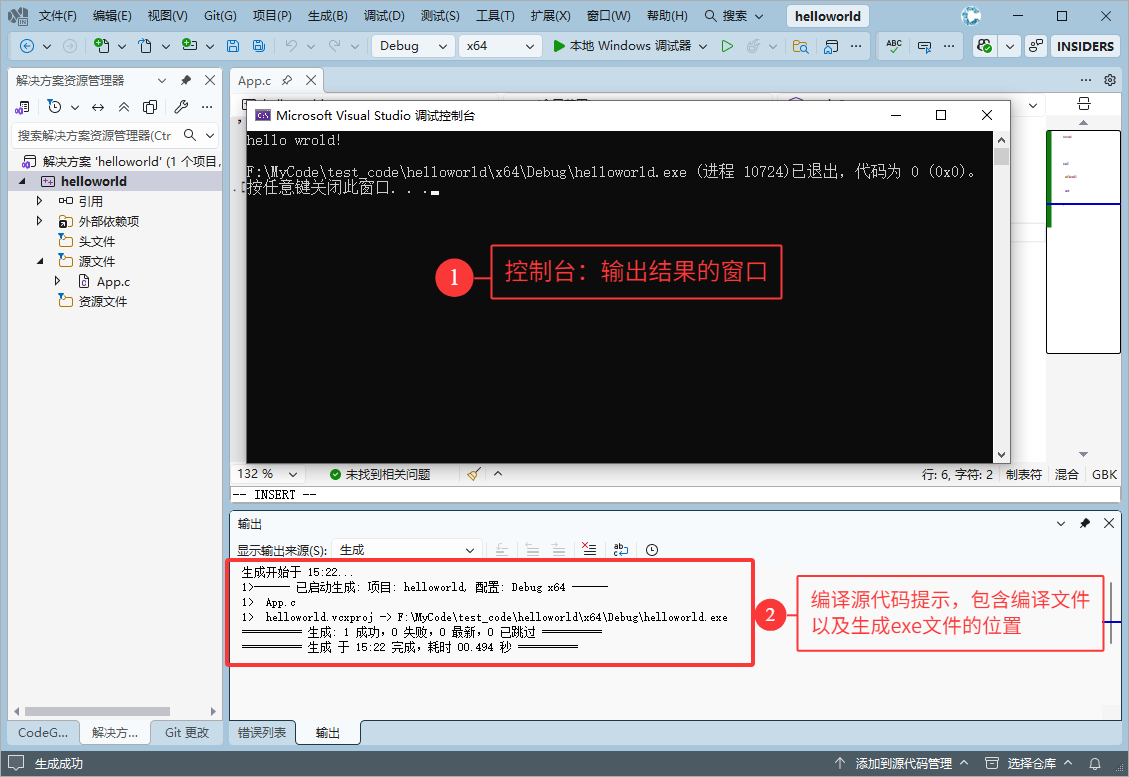 文件(F) 编辑(E) 视图(V) Git(G) 项目(P) 生成(B) 调试(D) 测试(S) 工具(T) 扩展(X) 窗口(W) 帮助(H) 搜索 helloworld
Debug x64 本地 Windows 调试器 ABC INSIDERS
解决方案资源管理器
App.c
搜索解决方案资源管理器(Ctr
解决方案 'helloworld' (1 个项目,
helloworld
引用
外部依赖项
头文件
源文件
App.c
资源文件
Microsoft Visual Studio 调试控制台
hello wrold!
F:\MyCode\test_code\helloworld\x64\Debug\helloworld.exe (进程 10724)已退出，代码为 0 (0x0)。
按任意键关闭此窗口. . .
1 控制台：输出结果的窗口
132 % 未找到相关问题 行: 6, 字符: 2 制表符 混合 GBK
-- INSERT --
输出
显示输出来源(S): 生成
生成开始于 15:22...
1>------ 已启动生成: 项目: helloworld, 配置: Debug x64 ------
1> App.c
1> helloworld.vcxproj -> F:\MyCode\test_code\helloworld\x64\Debug\helloworld.exe
========== 生成: 1 成功，0 失败，0 最新，0 已跳过 ==========
========== 生成 于 15:22 完成，耗时 00.494 秒 ==========
2 编译源代码提示，包含编译文件
以及生成exe文件的位置
CodeG... 解决方... Git 更改 错误列表 输出
生成成功 添加到源代码管理 选择仓库